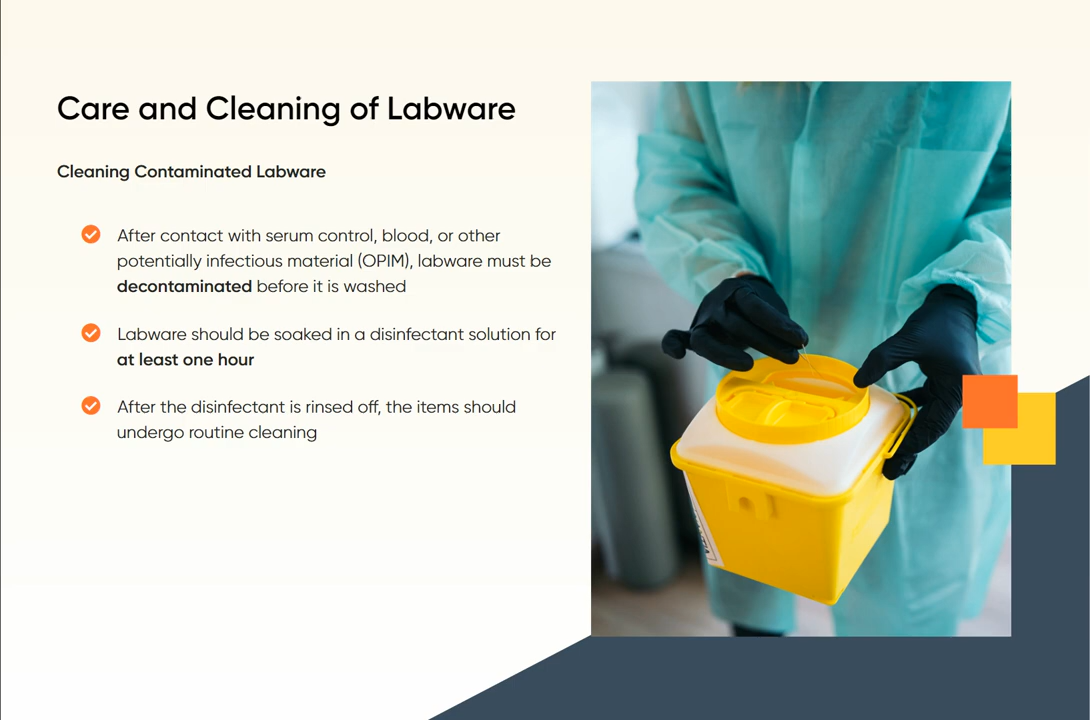 Care and Cleaning of Labware
Cleaning Contaminated Labware
After contact with serum control, blood, or other
potentially infectious material (OPIM), labware must be
decontaminated before it is washed
Labware should be soaked in a disinfectant solution for
at least one hour
After the disinfectant is rinsed off, the items should
undergo routine cleaning